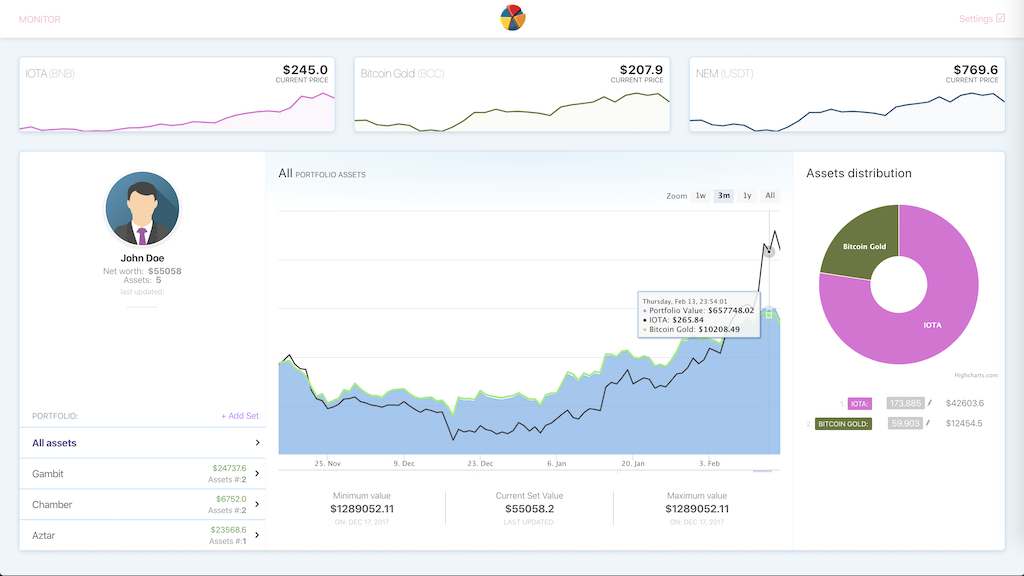 MONITOR
Settings
IOTA (BNB)
$245.0
CURRENT PRICE
Bitcoin Gold (BCC)
$207.9
CURRENT PRICE
NEM (USDT)
$769.6
CURRENT PRICE
John Doe
Net worth: $55058
Assets: 5
last updated:
PORTFOLIO:
+ Add Set
All assets
Gambit
$24737.6
Assets #:2
Chamber
$6752.0
Assets #:2
Aztar
$23568.6
Assets #:1
All PORTFOLIO ASSETS
Zoom 1w 3m 1y All
Thursday, Feb 13, 23:54:01
Portfolio Value: $657748.02
IOTA: $265.84
Bitcoin Gold: $10208.49
25. Nov 9. Dec 23. Dec 6. Jan 20. Jan 3. Feb
Minimum value
$1289052.11
ON: DEC 17, 2017
Current Set Value
$55058.2
LAST UPDATED:
Maximum value
$1289052.11
ON: DEC 17, 2017
Assets distribution
Bitcoin Gold
IOTA
Highcharts.com
1 IOTA: 173.885 $42603.6
2 BITCOIN GOLD: 59.903 $12454.5